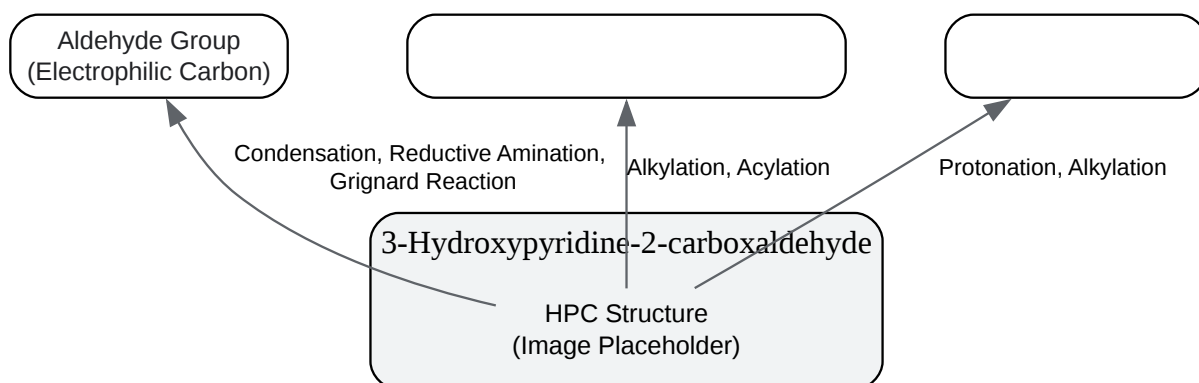 Aldehyde Group
(Electrophilic Carbon)
Condensation, Reductive Amination,
Grignard Reaction
Alkylation, Acylation
Protonation, Alkylation
3-Hydroxypyridine-2-carboxaldehyde
HPC Structure
(Image Placeholder)